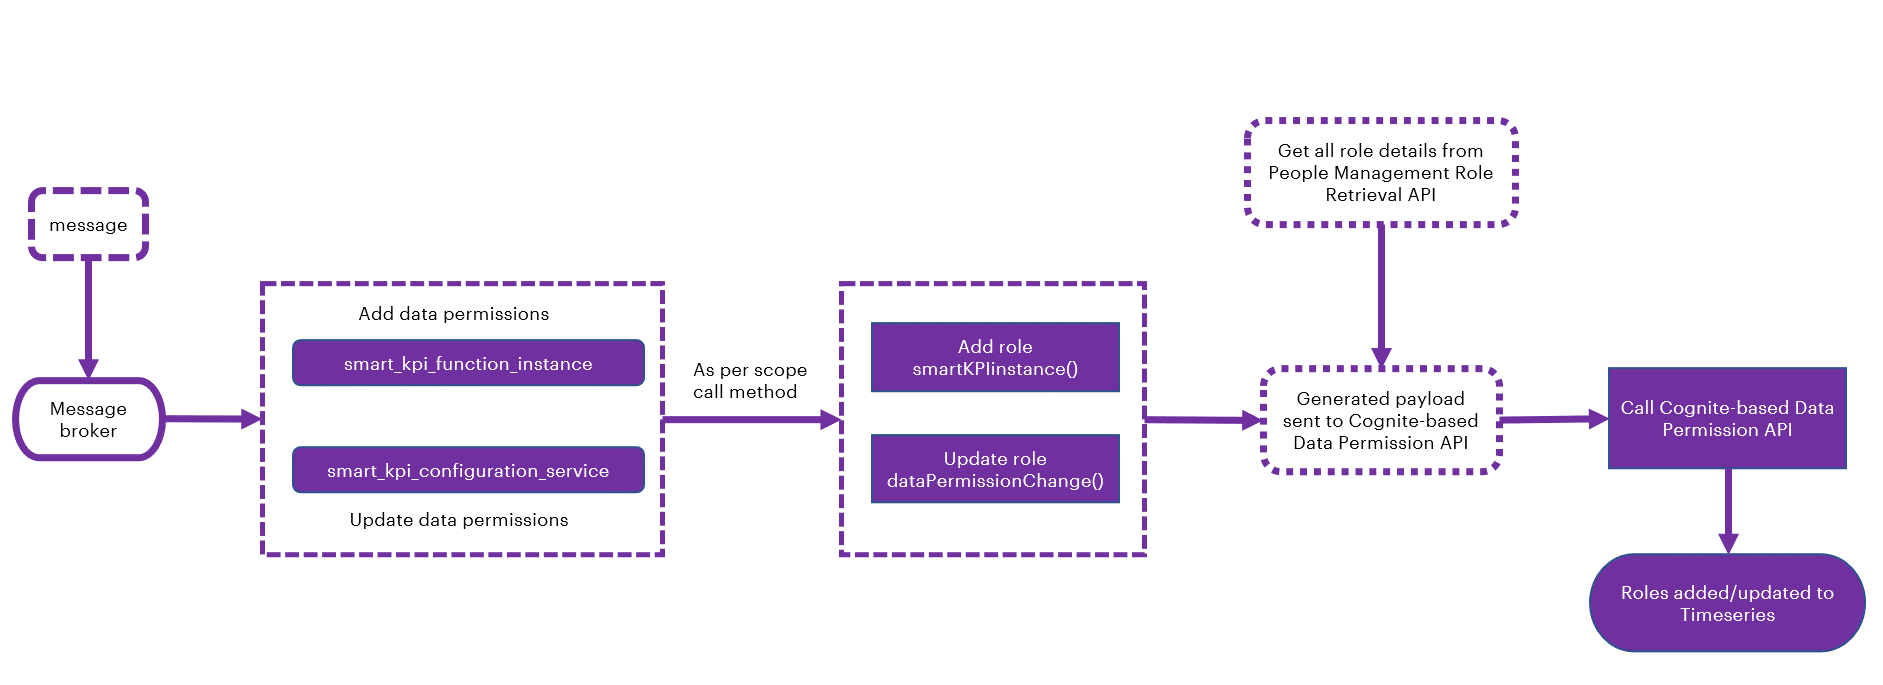 message
Message
broker
Add data permissions
smart_kpi_function_instance
smart_kpi_configuration_service
Update data permissions
As per scope
call method
Add role
smartKPIinstance()
Update role
dataPermissionChange()
Get all role details from
People Management Role
Retrieval API
Generated payload
sent to Cognite-based
Data Permission API
Call Cognite-based Data
Permission API
Roles added/updated to
Timeseries